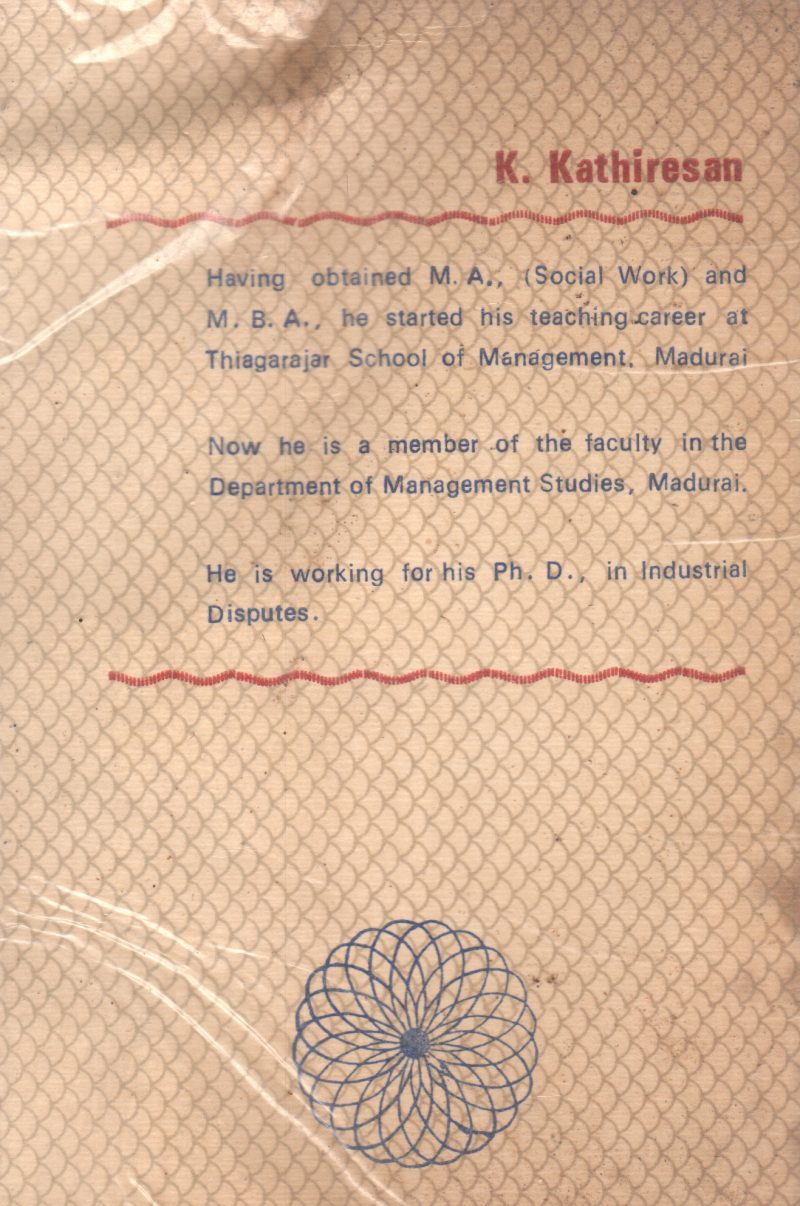 K. Kathiresan
Having obtained M. A., (Social Work) and
M. B. A., he started his teaching career at
Thiagarajar School of Management, Madurai
Now he is a member of the faculty in the
Department of Management Studies, Madurai.
He is working for his Ph. D., in Industrial
Disputes.